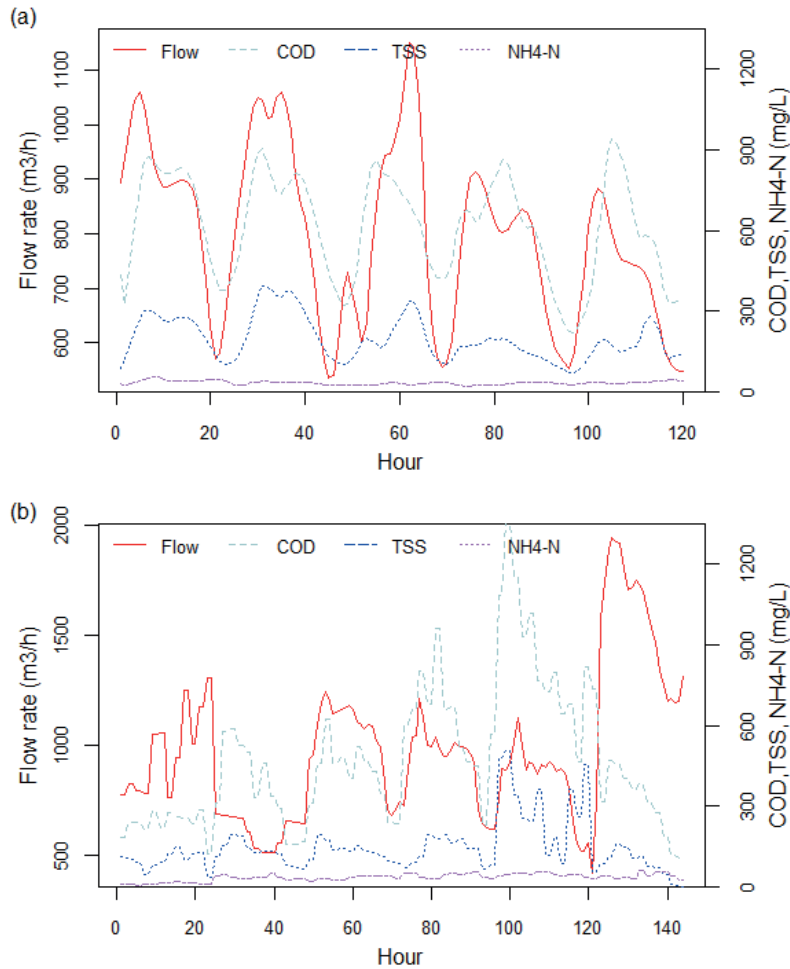 (a)
Flow COD TSS NH4-N
Flow rate (m3/h)
600 700 800 900 1000 1100
COD,TSS, NH4-N (mg/L)
0 300 600 900 1200
0 20 40 60 80 100 120
Hour
(b)
Flow COD TSS NH4-N
Flow rate (m3/h)
500 1000 1500 2000
COD,TSS, NH4-N (mg/L)
0 300 600 900 1200
0 20 40 60 80 100 120 140
Hour